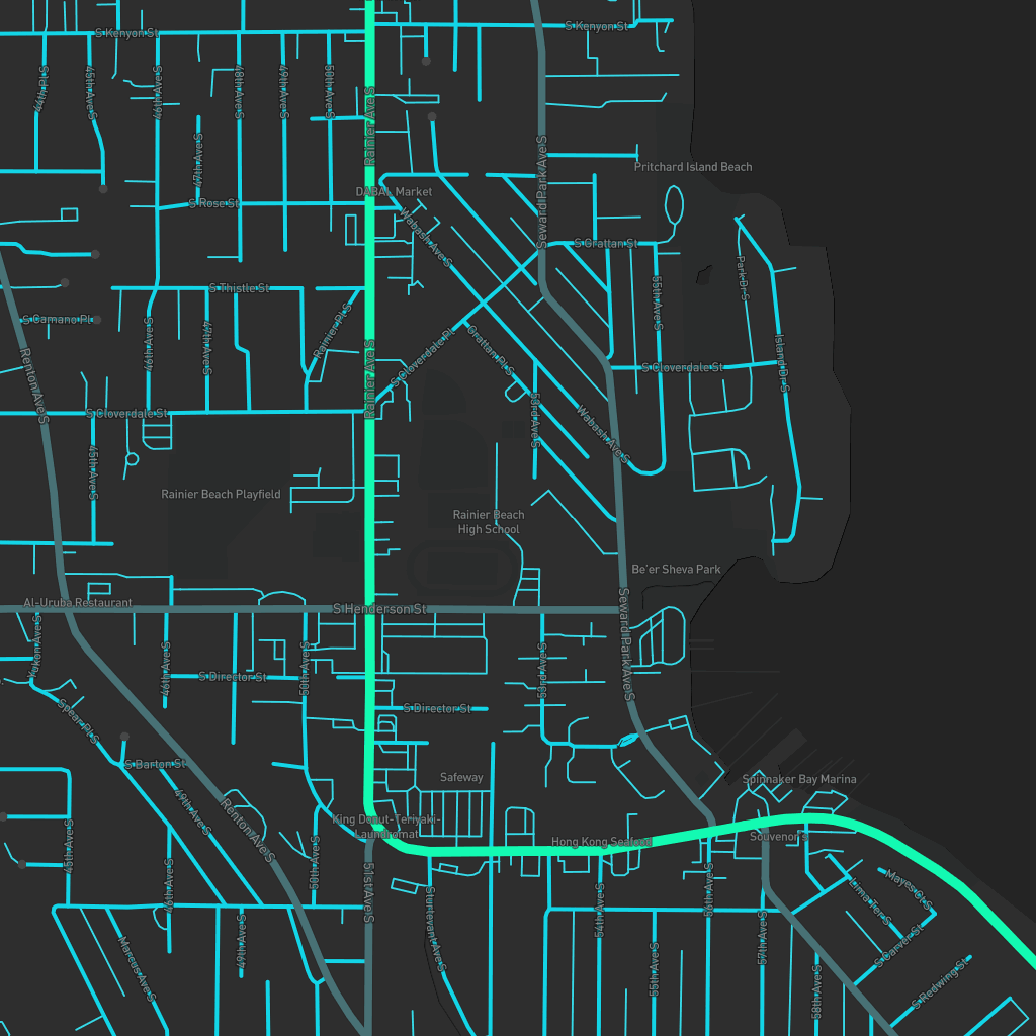 S Kenyon St
S Kenyon St
44th Pl S
45th Ave S
46th Ave S
48th Ave S
49th Ave S
50th Ave S
Rainier Ave S
Seward Park Ave S
47th Ave S
Pritchard Island Beach
DABAL Market
S Rose St
Wabash Ave S
S Grattan St
Park Dr S
S Thistle St
55th Ave S
Rainier Pl S
S Camano Pl
46th Ave S
47th Ave S
Renton Ave S
Rainier Ave S
S Cloverdale Pl
Grattan Pl S
S Cloverdale St
Island Dr S
S Cloverdale St
53rd Ave S
Wabash Ave S
45th Ave S
Rainier Beach Playfield
Rainier Beach
High School
Be'er Sheva Park
Al-Uruba Restaurant
S Henderson St
Seward Park Ave S
Yukon Ave S
46th Ave S
50th Ave S
53rd Ave S
S Director St
S Director St
Spear Pl S
S Barton St
Safeway
Spinnaker Bay Marina
49th Ave S
Renton Ave S
King Donut-Teriyaki-
Laundromat
Hong Kong Seafood
Souvenors
45th Ave S
46th Ave S
50th Ave S
51st Ave S
54th Ave S
56th Ave S
Lima Ter S
Mayes Ct S
Sturtevant Ave S
49th Ave S
57th Ave S
S Carver St
Marcus Ave S
55th Ave S
58th Ave S
S Redwing St